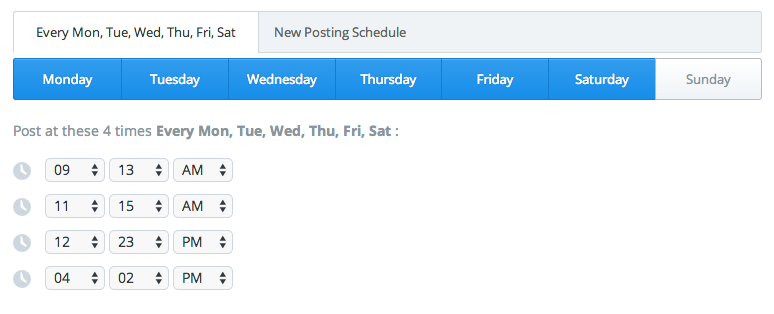 Every Mon, Tue, Wed, Thu, Fri, Sat New Posting Schedule
Monday Tuesday Wednesday Thursday Friday Saturday Sunday
Post at these 4 times Every Mon, Tue, Wed, Thu, Fri, Sat :
09 13 AM
11 15 AM
12 23 PM
04 02 PM